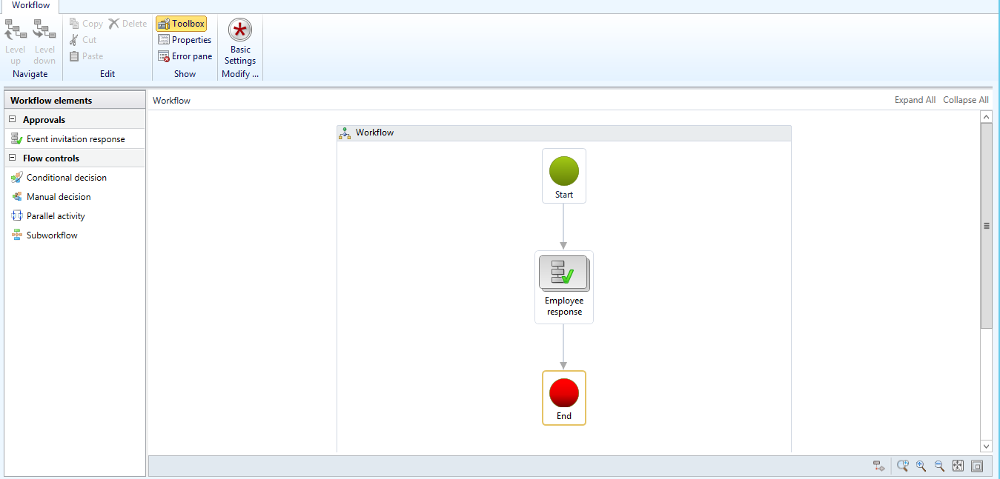 Workflow
Level up
Level down
Navigate
Copy
Delete
Cut
Paste
Edit
Toolbox
Properties
Error pane
Show
Basic Settings
Modify ...
Workflow elements
Approvals
Event invitation response
Flow controls
Conditional decision
Manual decision
Parallel activity
Subworkflow
Workflow
Expand All
Collapse All
Workflow
Start
Employee
response
End